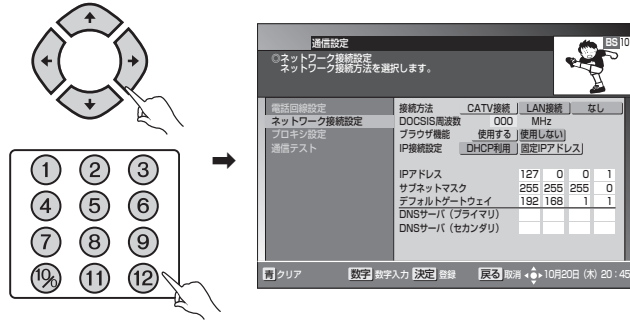 1 2 3
4 5 6
7 8 9
10/0 11 12
通信設定
BS 10
◎ネットワーク接続設定
ネットワーク接続方法を選択します。
電話回線設定
ネットワーク接続設定
プロキシ設定
通信テスト
接続方法 CATV接続 LAN接続 なし
DOCSIS周波数 000 MHz
ブラウザ機能 使用する 使用しない
IP接続設定 DHCP利用 固定IPアドレス
IPアドレス 127 0 0 1
サブネットマスク 255 255 255 0
デフォルトゲートウェイ 192 168 1 1
DNSサーバ (プライマリ)
DNSサーバ (セカンダリ)
青 クリア 数字 数字入力 決定 登録 戻る 取消 10月20日 (木) 20:45